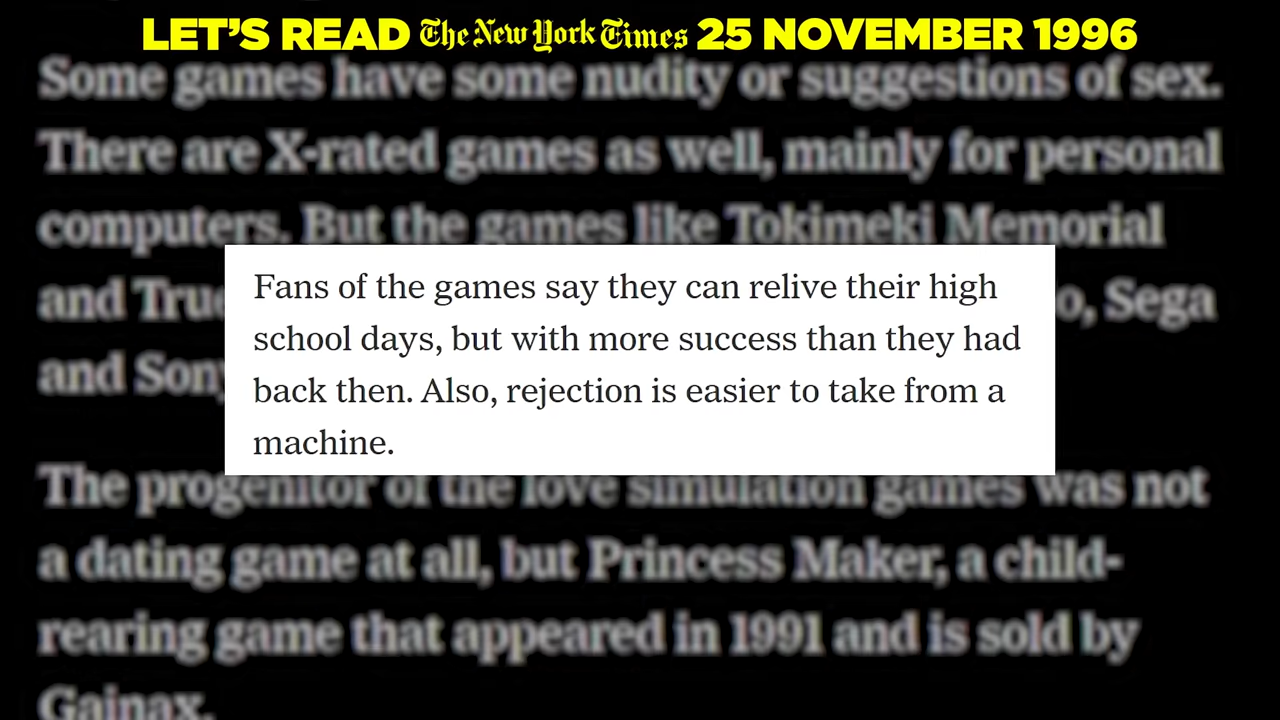 LET'S READ The New York Times 25 NOVEMBER 1996
Some games have some nudity or suggestions of sex.
There are X-rated games as well, mainly for personal
computers. But the games like Tokimeki Memorial
and True
o, Sega
and Sony
Fans of the games say they can relive their high
school days, but with more success than they had
back then. Also, rejection is easier to take from a
machine.
The progenitor of the love simulation games was not
a dating game at all, but Princess Maker, a child-
rearing game that appeared in 1991 and is sold by
Gainax.